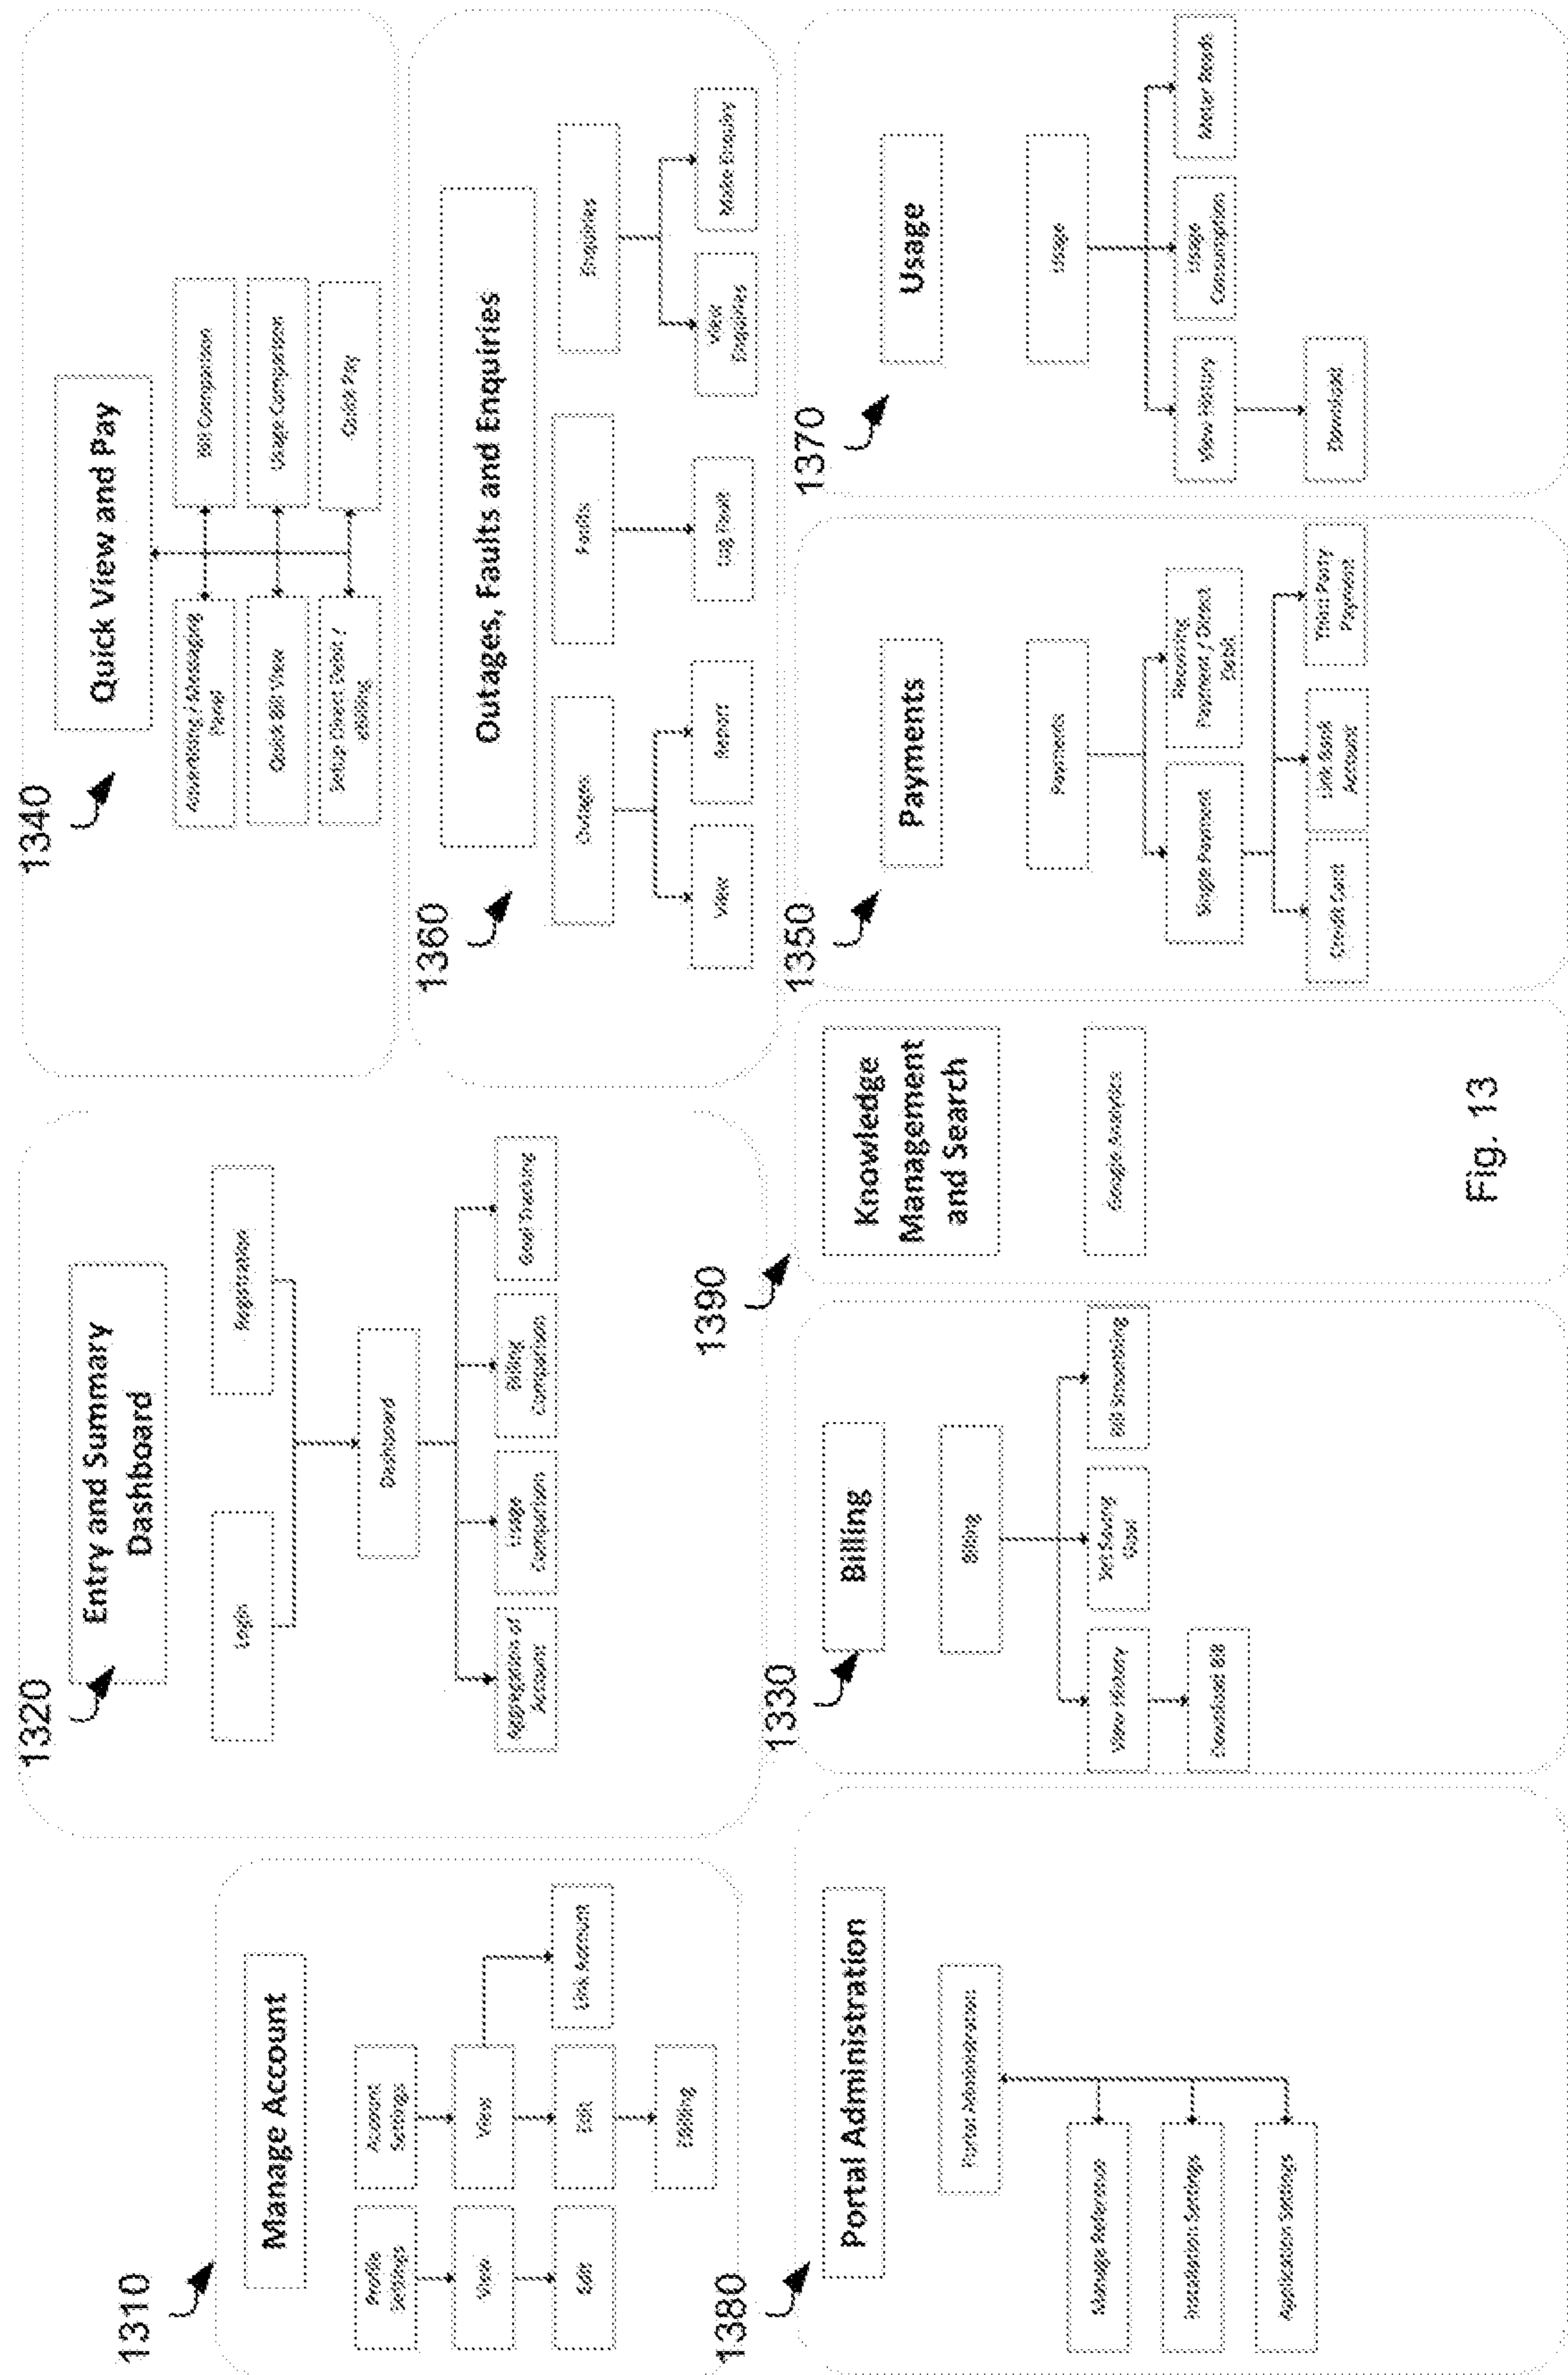 1310
Manage Account
Profile
Settings
Account
Settings
View
View
Link Account
Edit
Edit
EBilling
1320
Entry and Summary
Dashboard
Login
Registration
Dashboard
Aggregation of
Account
Usage
Comparison
Billing
Comparison
Goal Tracking
1340
Quick View and Pay
Advertising / Messaging
Bill Comparison
Quick Bill View
Usage Comparison
Setup Direct Debit /
eBilling
Quick Pay
1360
Outages, Faults and Enquiries
Outages
Faults
Enquiries
View
Report
Log Fault
View
Enquiries
Make Enquiry
1380
Portal Administration
Portal Administration
Manage Reference
Installation Settings
Application Settings
1330
Billing
Billing
View History
Set Saving
Goal
Bill Smoothing
Download Bill
1390
Knowledge
Management
and Search
Google Analytics
1350
Payments
Payments
Single Payment
Recurring
Payment / Direct
Debit
Credit Card
Link Bank
Account
Third Party
Payment
1370
Usage
Usage
View History
Usage
Consumption
Meter Reads
Download
Fig. 13